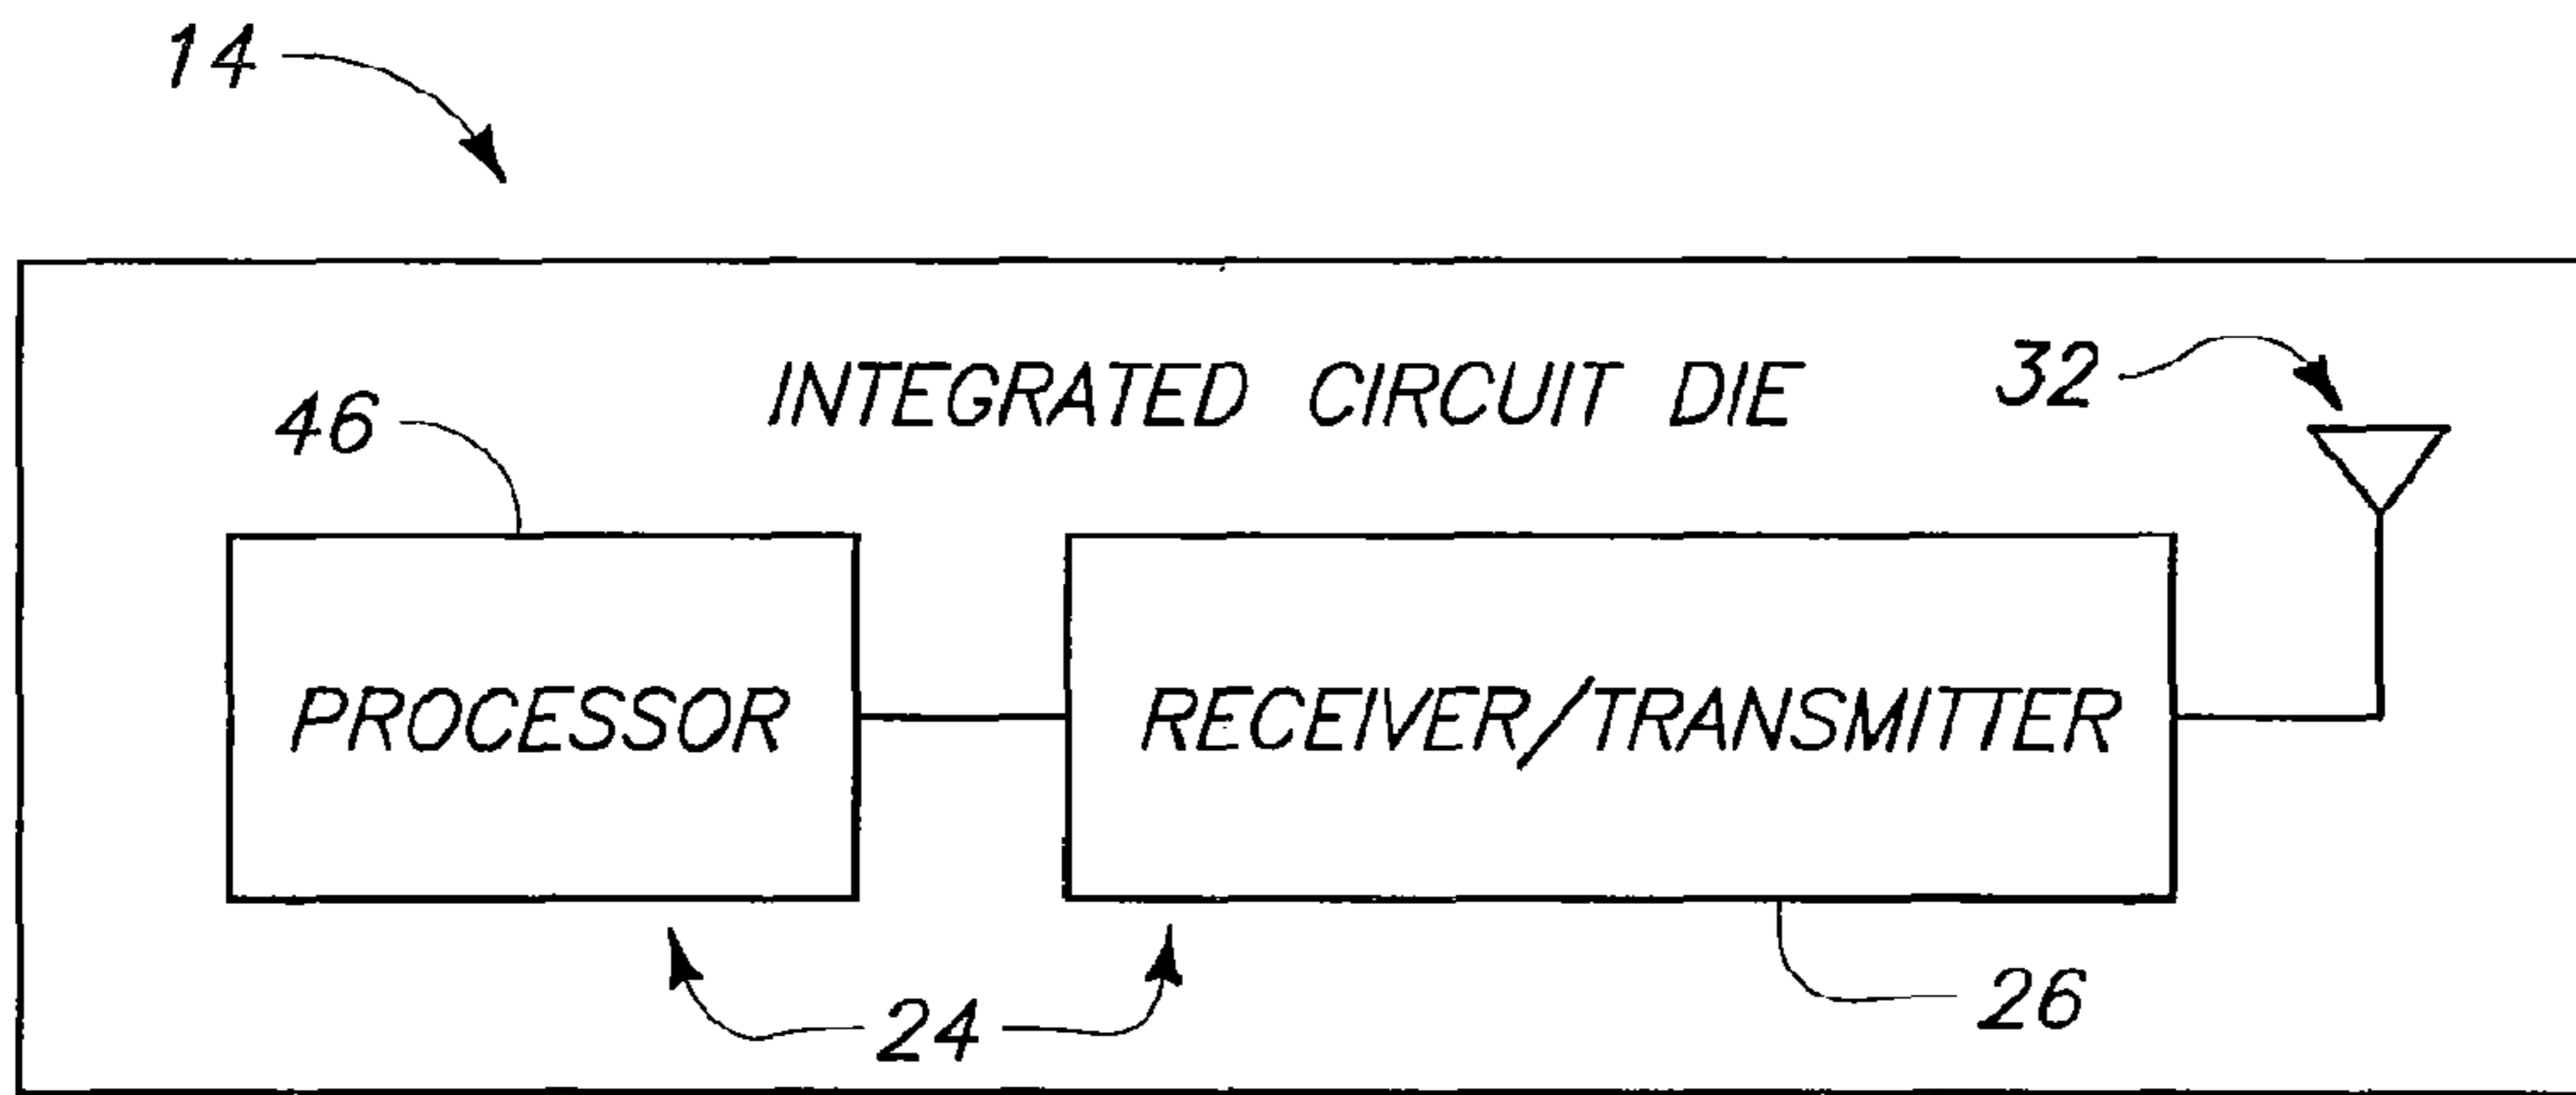 14
INTEGRATED CIRCUIT DIE
32
46
PROCESSOR
RECEIVER/TRANSMITTER
24
26